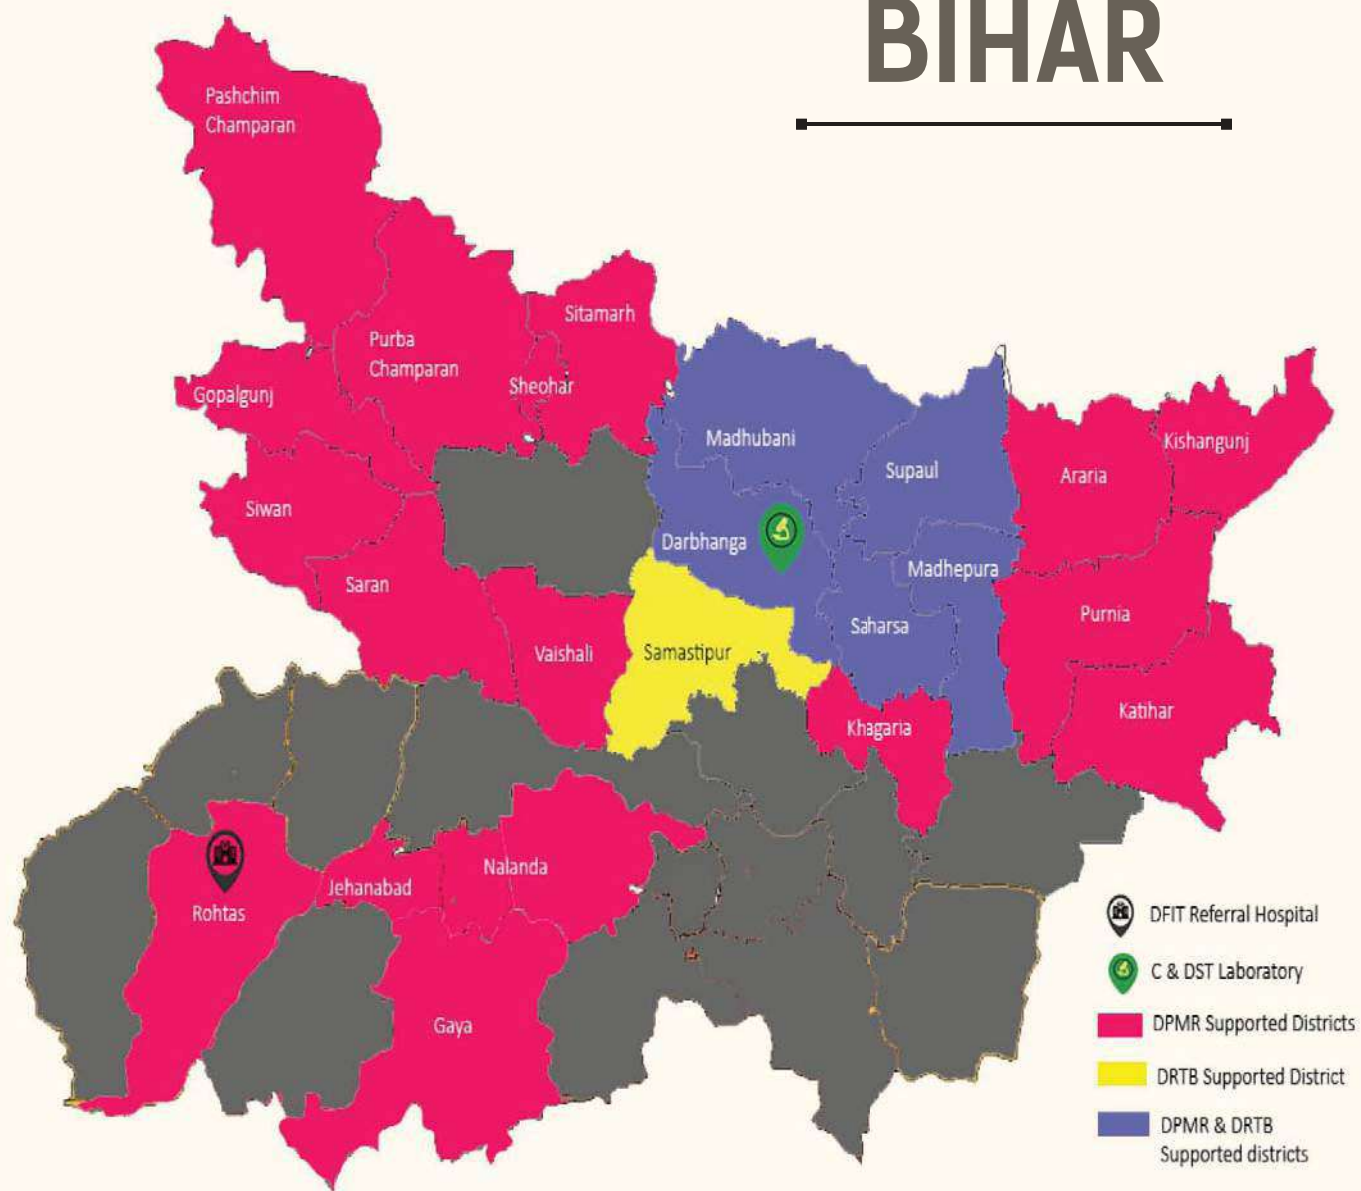 BIHAR
Pashchim
Champaran
Sitamarh
Purba
Champaran
Sheohar
Gopalgunj
Madhubani
Kishangunj
Supaul
Araria
Siwan
Darbhanga
Madhepura
Saran
Purnia
Saharsa
Vaishali
Samastipur
Katihar
Khagaria
Nalanda
Jehanabad
Rohtas
Gaya
DFIT Referral Hospital
C & DST Laboratory
DPMR Supported Districts
DRTB Supported District
DPMR & DRTB
Supported districts